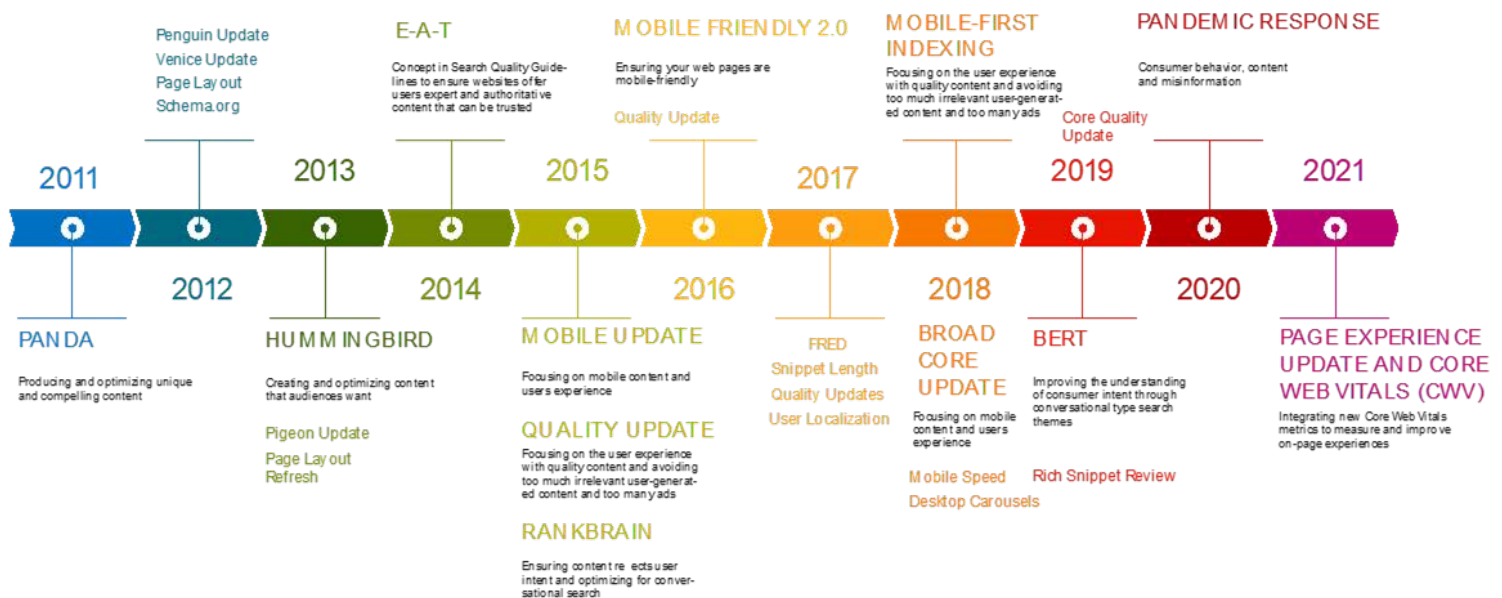 2011
PANDA
Producing and optimizing unique
and compelling content
Penguin Update
Venice Update
Page Layout
Schema.org
2012
2013
HUMMINGBIRD
Creating and optimizing content
that audiences want
Pigeon Update
Page Layout
Refresh
E-A-T
Concept in Search Quality Guide-
lines to ensure websites offer
users expert and authoritative
content that can be trusted
2014
2015
MOBILE UPDATE
Focusing on mobile content and
users experience
QUALITY UPDATE
Focusing on the user experience
with quality content and avoiding
too much irrelevant user-generat-
ed content and too many ads
RANKBRAIN
Ensuring content re ects user
intent and optimizing for conver-
sational search
MOBILE FRIENDLY 2.0
Ensuring your web pages are
mobile-friendly
Quality Update
2016
2017
FRED
Snippet Length
Quality Updates
User Localization
MOBILE-FIRST
INDEXING
Focusing on the user experience
with quality content and avoiding
too much irrelevant user-generat-
ed content and too many ads
2018
BROAD
CORE
UPDATE
Focusing on mobile
content and users
experience
Mobile Speed
Desktop Carousels
Core Quality
Update
2019
BERT
Improving the understanding
of consumer intent through
conversational type search
themes
Rich Snippet Review
PANDEMIC RESPONSE
Consumer behavior, content
and misinformation
2020
2021
PAGE EXPERIENCE
UPDATE AND CORE
WEB VITALS (CWV)
Integrating new Core Web Vitals
metrics to measure and improve
on-page experiences